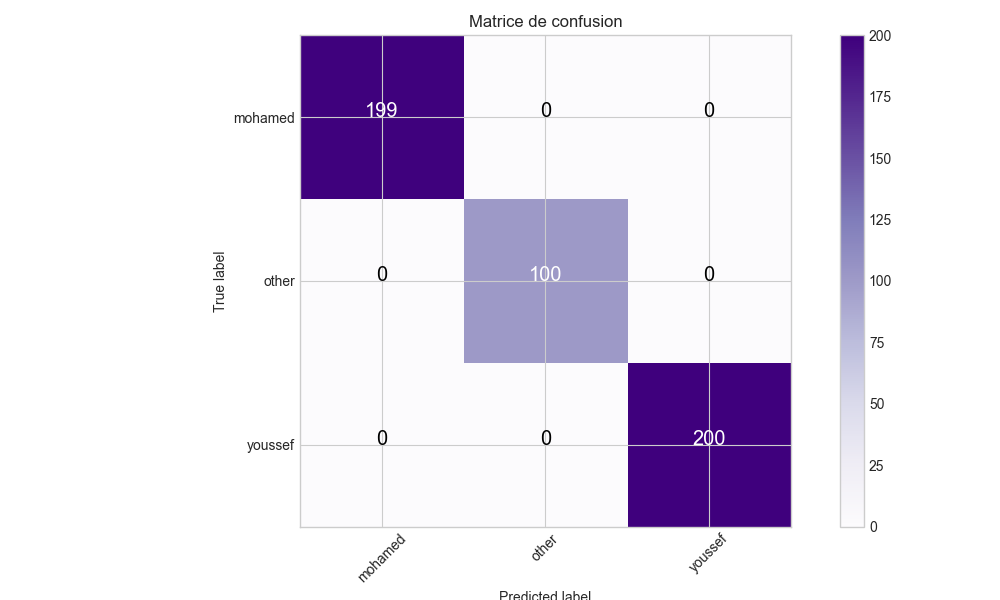 Matrice de confusion
mohamed 199 0 0
other 0 100 0
youssef 0 0 200
mohamed other youssef
True label
Predicted label
200
175
150
125
100
75
50
25
0